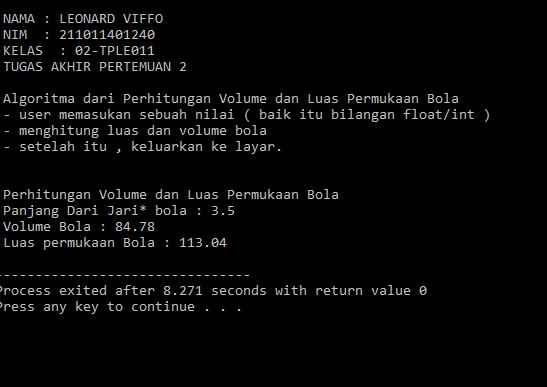 NAMA : LEONARD VIFFO
NIM  : 211011401240
KELAS  : 02-TPLE011
TUGAS AKHIR PERTEMUAN 2
Algoritma dari Perhitungan Volume dan Luas Permukaan Bola
- user memasukan sebuah nilai ( baik itu bilangan float/int )
- menghitung luas dan volume bola
- setelah itu , keluarkan ke layar.
Perhitungan Volume dan Luas Permukaan Bola
Panjang Dari Jari* bola : 3.5
Volume Bola : 84.78
Luas permukaan Bola : 113.04
--------------------------------
Process exited after 8.271 seconds with return value 0
Press any key to continue . . .